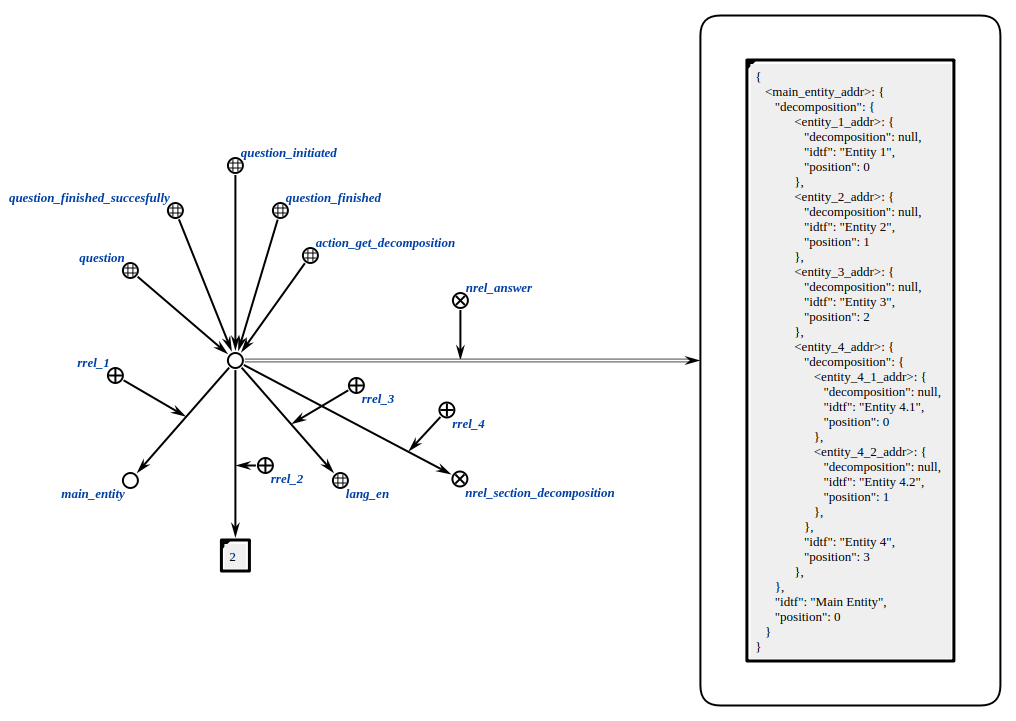 question_initiated
question_finished_succesfully
question_finished
action_get_decomposition
question
nrel_answer
rrel_1
rrel_3
rrel_4
rrel_2
main_entity
lang_en
nrel_section_decomposition
2
{
<main_entity_addr>: {
"decomposition": {
<entity_1_addr>: {
"decomposition": null,
"idtf": "Entity 1",
"position": 0
},
<entity_2_addr>: {
"decomposition": null,
"idtf": "Entity 2",
"position": 1
},
<entity_3_addr>: {
"decomposition": null,
"idtf": "Entity 3",
"position": 2
},
<entity_4_addr>: {
"decomposition": {
<entity_4_1_addr>: {
"decomposition": null,
"idtf": "Entity 4.1",
"position": 0
},
<entity_4_2_addr>: {
"decomposition": null,
"idtf": "Entity 4.2",
"position": 1
},
},
"idtf": "Entity 4",
"position": 3
},
},
"idtf": "Main Entity",
"position": 0
}
}